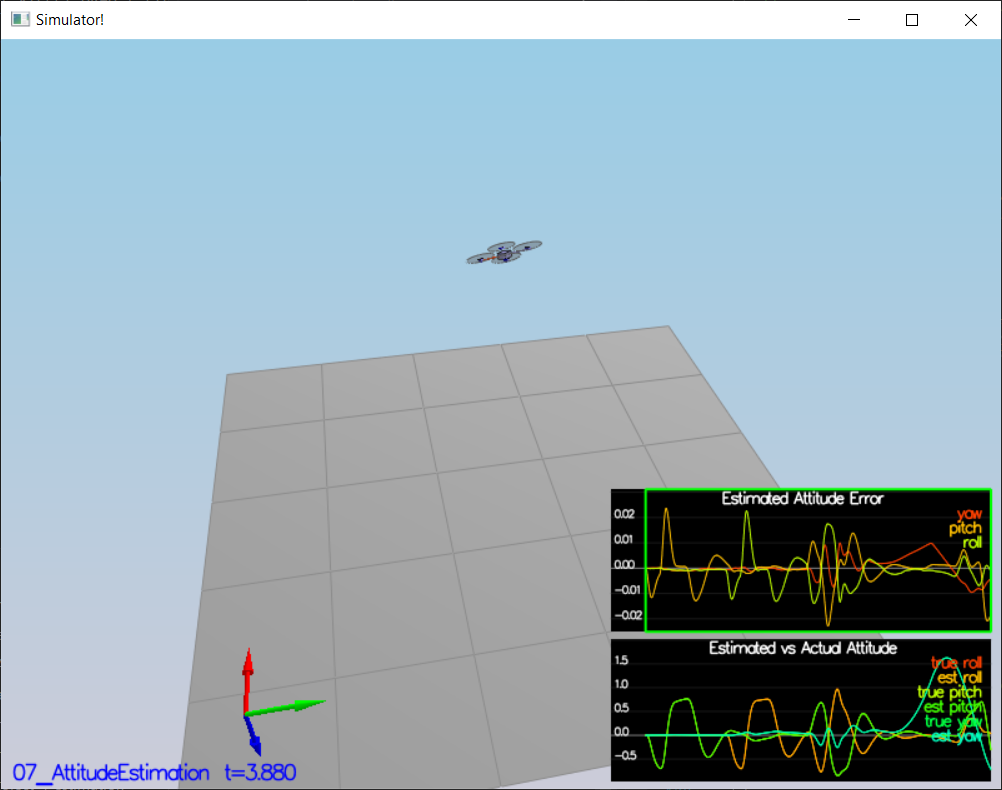 Simulator!
Estimated Attitude Error
0.02
yaw
pitch
0.01
roll
0.00
-0.01
-0.02
Estimated vs Actual Attitude
1.5
true roll
est roll
1.0
true pitch
0.5
est pitch
true yaw
0.0
est yaw
-0.5
07_AttitudeEstimation t=3.880